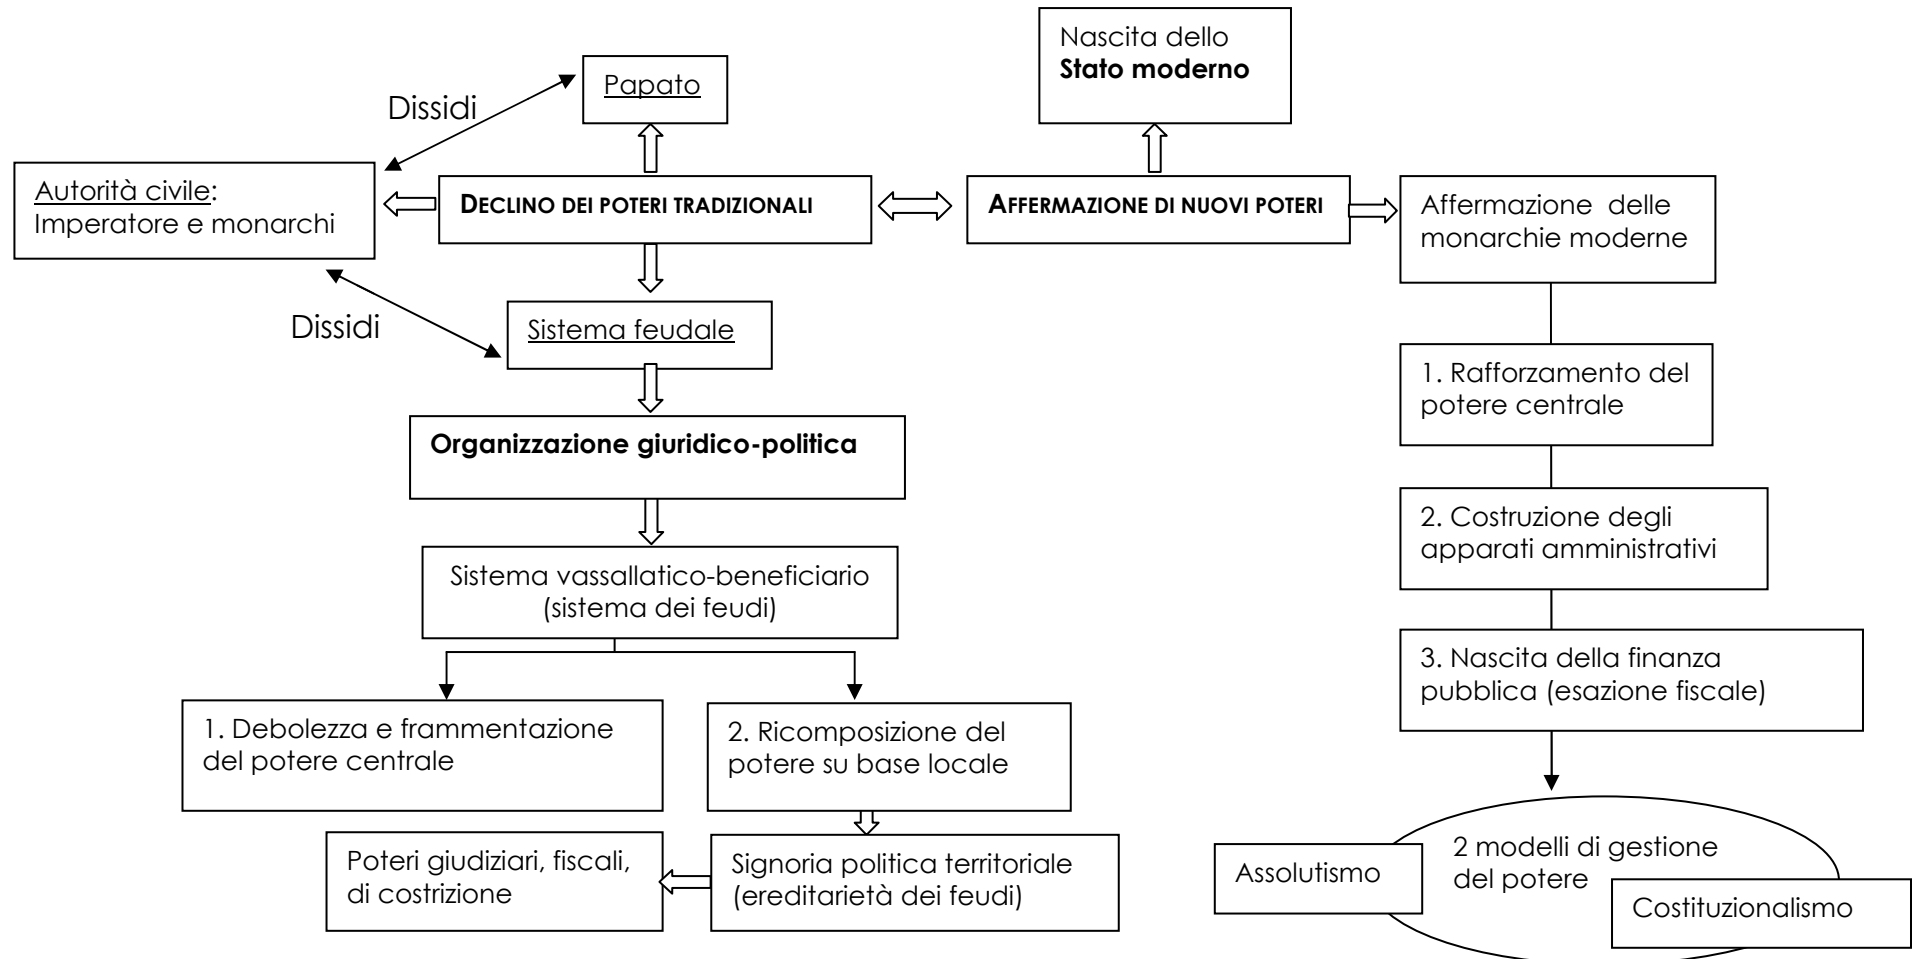 Nascita dello
Stato moderno
Papato
Dissidi
Autorità civile:
Imperatore e monarchi
DECLINO DEI POTERI TRADIZIONALI
AFFERMAZIONE DI NUOVI POTERI
Affermazione delle
monarchie moderne
Dissidi
Sistema feudale
1. Rafforzamento del
potere centrale
Organizzazione giuridico-politica
2. Costruzione degli
apparati amministrativi
Sistema vassallatico-beneficiario
(sistema dei feudi)
3. Nascita della finanza
pubblica (esazione fiscale)
1. Debolezza e frammentazione
del potere centrale
2. Ricomposizione del
potere su base locale
Poteri giudiziari, fiscali,
di costrizione
Signoria politica territoriale
(ereditarietà dei feudi)
2 modelli di gestione
del potere
Assolutismo
Costituzionalismo